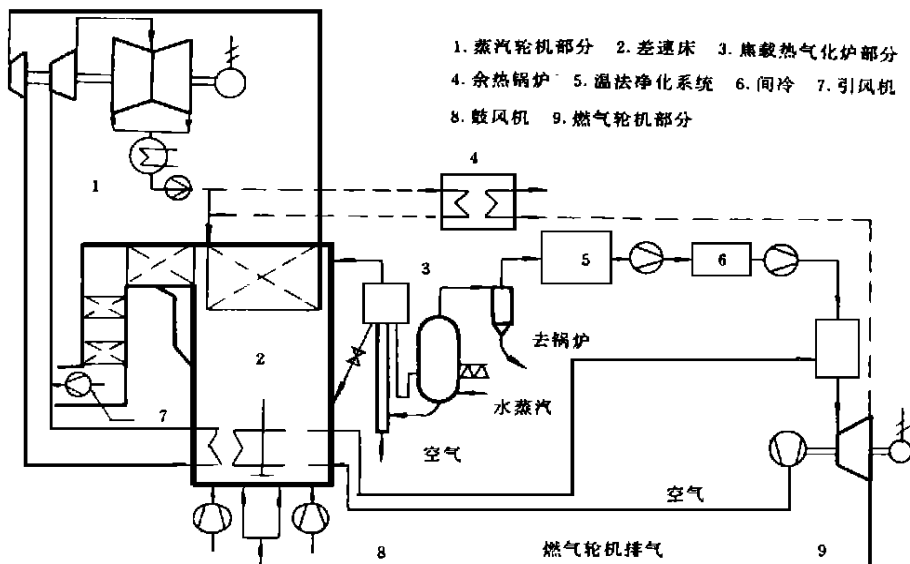 1. 蒸汽轮机部分 2. 差速床 3. 焦载热气化炉部分
4. 余热锅炉 5. 温法净化系统 6. 间冷 7. 引风机
8. 鼓风机 9. 燃气轮机部分
4
1
5
6
3
去锅炉
2
水蒸汽
7
空气
空气
8
燃气轮机排气
9